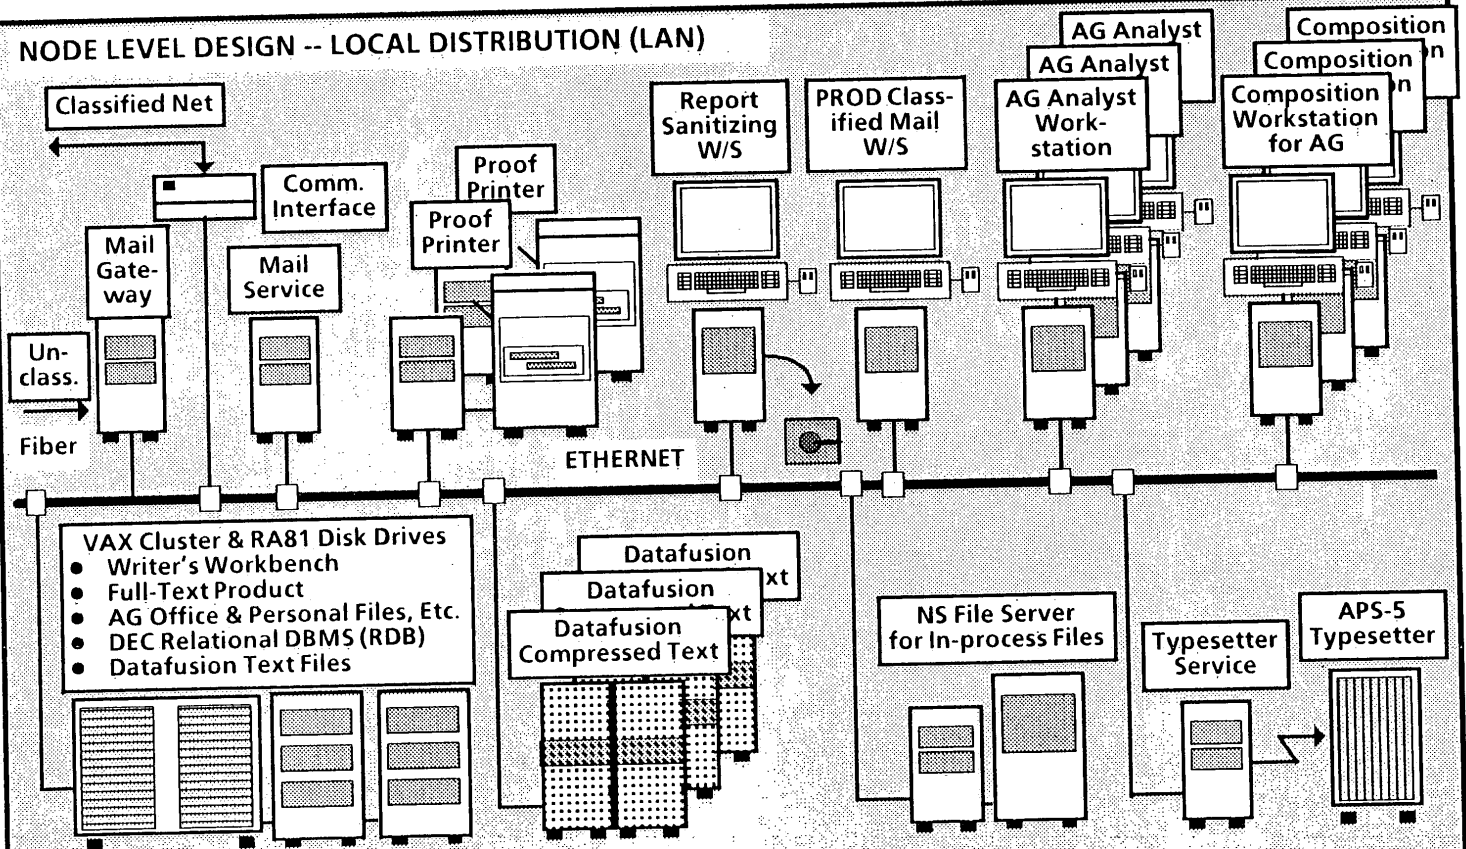 NODE LEVEL DESIGN -- LOCAL DISTRIBUTION (LAN)
Classified Net
Comm.
Interface
Mail
Gate-
way
Mail
Service
Un-
class.
Fiber
Proof
Printer
Proof
Printer
Report
Sanitizing
W/S
PROD Class-
ified Mail
W/S
AG Analyst
AG Analyst
AG Analyst
Work-
station
Composition
on
Composition
on
Composition
Workstation
for AG
ETHERNET
VAX Cluster & RA81 Disk Drives
● Writer's Workbench
● Full-Text Product
● AG Office & Personal Files, Etc.
● DEC Relational DBMS (RDB)
● Datafusion Text Files
Datafusion
xt
Datafusion
xt
Datafusion
Compressed Text
NS File Server
for In-process Files
Typesetter
Service
APS-5
Typesetter